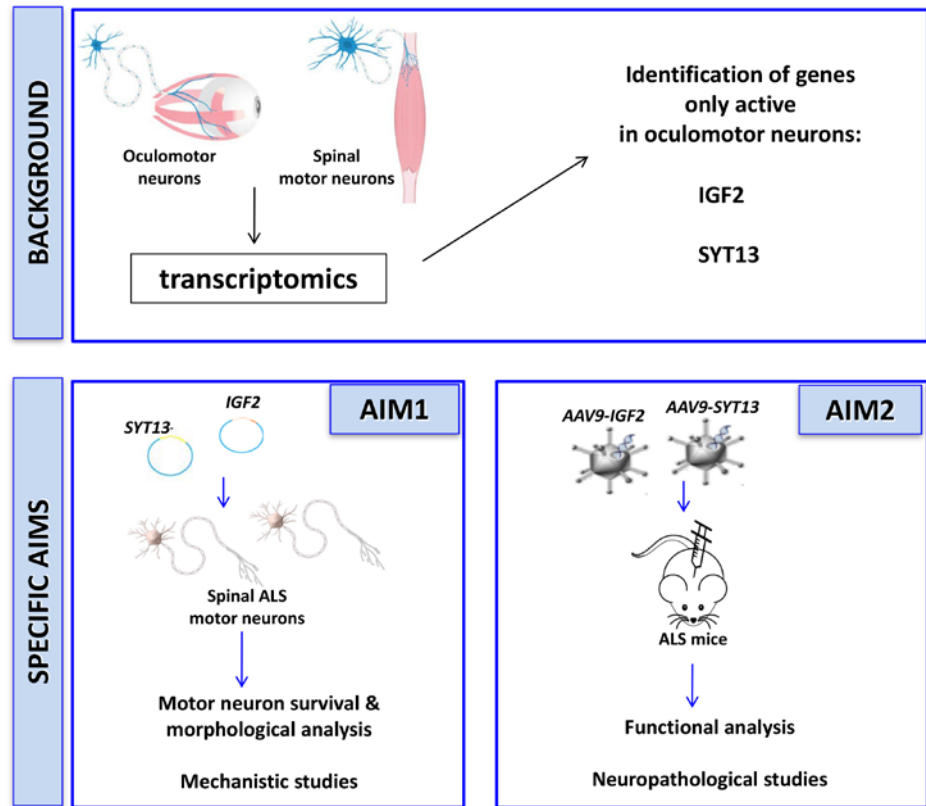 BACKGROUND
Oculomotor
neurons
Spinal
motor neurons
transcriptomics
Identification of genes
only active
in oculomotor neurons:
IGF2
SYT13
SPECIFIC AIMS
AIM1
SYT13
IGF2
Spinal ALS
motor neurons
Motor neuron survival &
morphological analysis
Mechanistic studies
AIM2
AAV9-IGF2
AAV9-SYT13
ALS mice
Functional analysis
Neuropathological studies